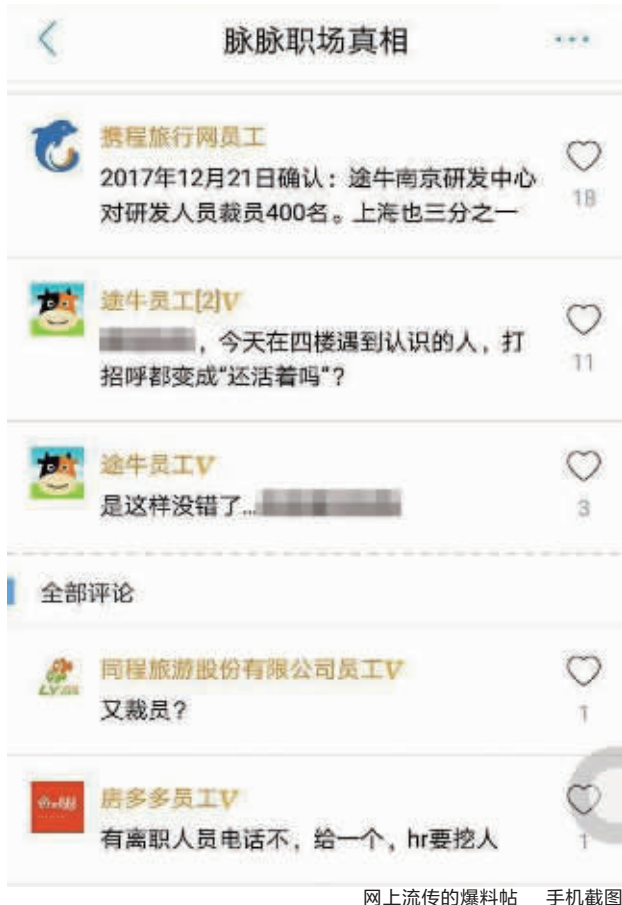 脉脉职场真相
携程旅行网员工
2017年12月21日确认：途牛南京研发中心
对研发人员裁员400名。上海也三分之一
18
途牛员工[2]V
，今天在四楼遇到认识的人，打
招呼都变成“还活着吗”？
11
途牛员工V
是这样没错了...
3
全部评论
同程旅游股份有限公司员工V
又裁员？
1
房多多员工V
有离职人员电话不，给一个，hr要挖人
1
网上流传的爆料帖 手机截图